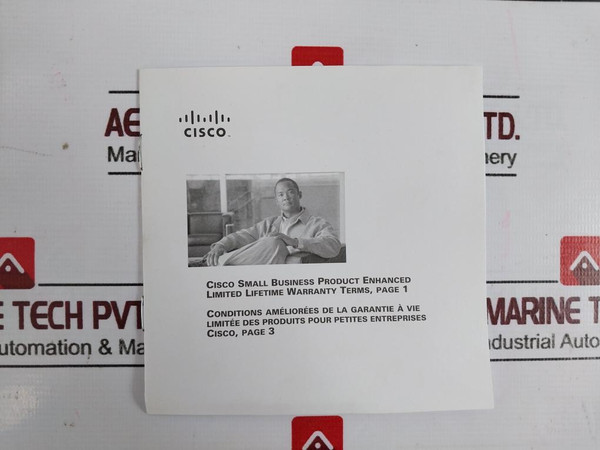 AE
TD.
Ma
nery
CISCO.
CISCO SMALL BUSINESS PRODUCT ENHANCED
LIMITED LIFETIME WARRANTY TERMS, PAGE 1
CONDITIONS AMÉLIORÉES DE LA GARANTIE À VIE
LIMITÉE DES PRODUITS POUR PETITES ENTREPRISES
CISCO, PAGE 3
E TECH PVT
MARINE T
utomation & Ma
ndustrial Auto